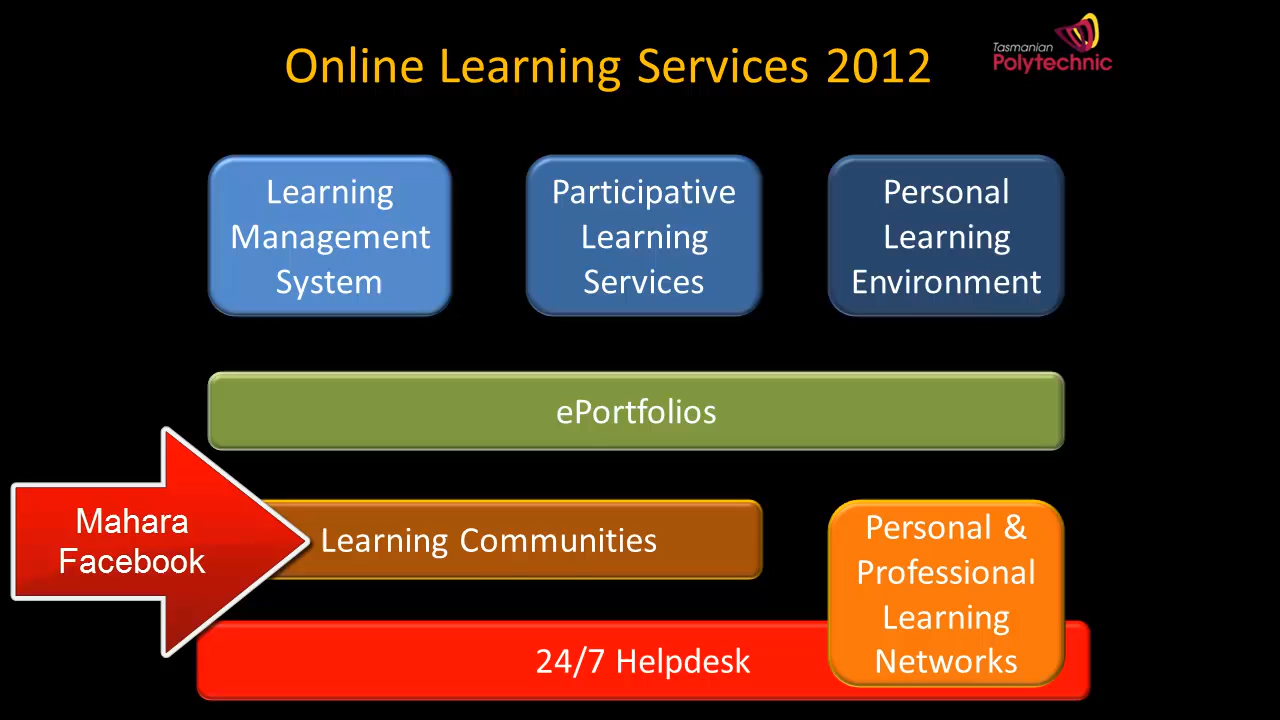 Online Learning Services 2012
Tasmanian
Polytechnic
Learning
Management
System
Participative
Learning
Services
Personal
Learning
Environment
ePortfolios
Mahara
Facebook
Learning Communities
Personal &
Professional
Learning
Networks
24/7 Helpdesk